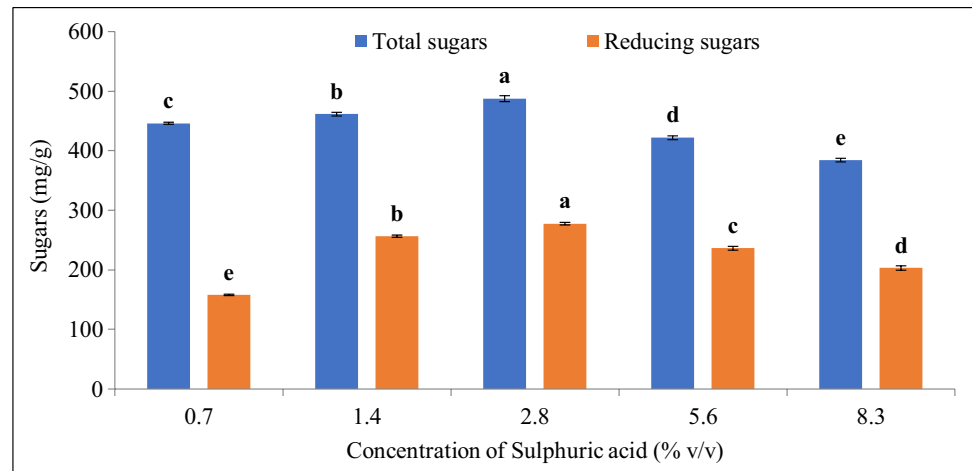 600
Total sugars Reducing sugars
a
500
b
c
d
400
e
300
a
b
c
d
200
e
100
0
Sugars (mg/g)
0.7 1.4 2.8 5.6 8.3
Concentration of Sulphuric acid (% v/v)